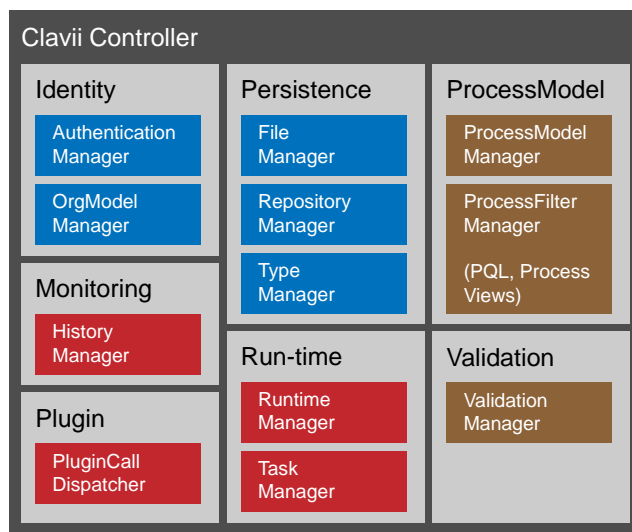 Clavii Controller
Identity
Authentication
Manager
OrgModel
Manager
Monitoring
History
Manager
Plugin
PluginCall
Dispatcher
Persistence
File
Manager
Repository
Manager
Type
Manager
Run-time
Runtime
Manager
Task
Manager
ProcessModel
ProcessModel
Manager
ProcessFilter
Manager
(PQL, Process
Views)
Validation
Validation
Manager